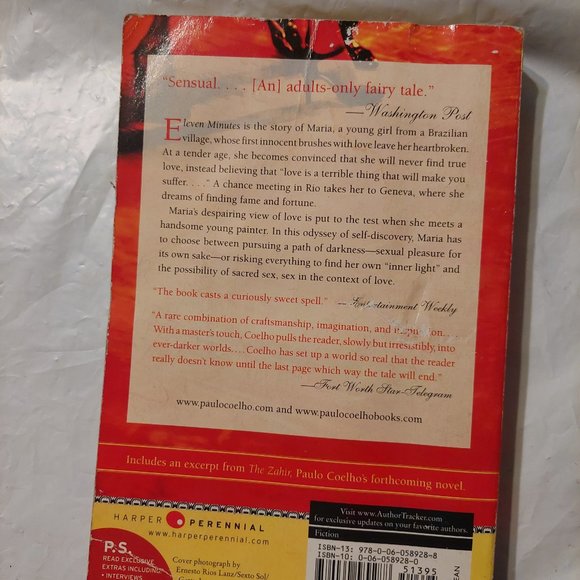 “Sensual. . . . [An] adults-only fairy tale.”
—Washington Post
Eleven Minutes is the story of Maria, a young girl from a Brazilian
village, whose first innocent brushes with love leave her heartbroken.
At a tender age, she becomes convinced that she will never find true
love, instead believing that “love is a terrible thing that will make you
suffer. . . .” A chance meeting in Rio takes her to Geneva, where she
dreams of finding fame and fortune.
Maria's despairing view of love is put to the test when she meets a
handsome young painter. In this odyssey of self-discovery, Maria has
to choose between pursuing a path of darkness—sexual pleasure for
its own sake—or risking everything to find her own “inner light” and
the possibility of sacred sex, sex in the context of love.
“The book casts a curiously sweet spell.” —Entertainment Weekly
“A rare combination of craftsmanship, imagination, and inspiration....
With a master's touch, Coelho pulls the reader, slowly but irresistibly, into
ever-darker worlds.... Coelho has set up a world so real that the reader
really doesn't know until the last page which way the tale will end.”
—Fort Worth Star-Telegram
www.paulocoelho.com and www.paulocoelhobooks.com
Includes an excerpt from The Zahir, Paulo Coelho's forthcoming novel.
HARPER PERENNIAL
www.harperperennial.com
P.S.
READ EXCLUSIVE
EXTRAS INCLUDING:
• INTERVIEWS
Cover photograph by
Ernesto Rios Lanz/Sexto Sol/
Visit www.AuthorTracker.com
for exclusive updates on your favorite authors.
Fiction
ISBN-13: 978-0-06-058928-8
ISBN-10: 0-06-058928-0
51395